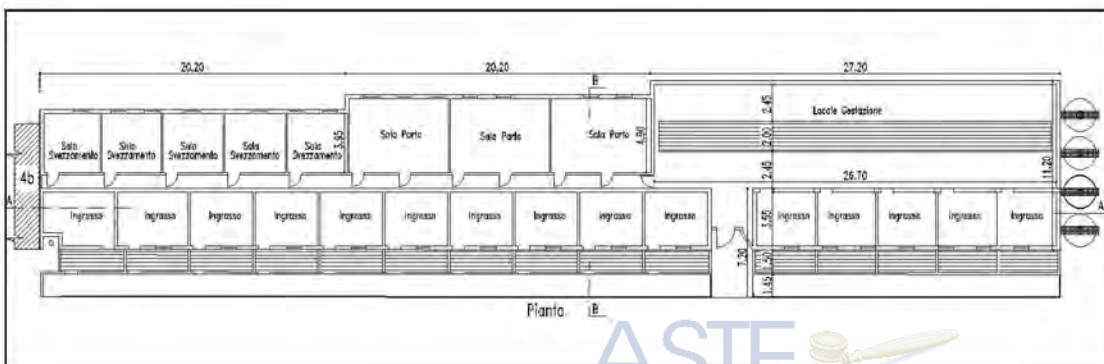 20.20 20.20 27.20
B
2.45 Locale Gestazione
Sala Parto Sala Parto Sala Parto
2.00
Sala Svezzamento Sala Svezzamento Sala Svezzamento Sala Svezzamento Sala Svezzamento
3.95
2.45
11.20
4b
26.70
A A
Ingrasso Ingrasso Ingrasso Ingrasso Ingrasso Ingrasso Ingrasso Ingrasso Ingrasso Ingrasso Ingrasso Ingrasso Ingrasso Ingrasso Ingrasso
7.20
1.50
1.45
Pianta
B
ASTE